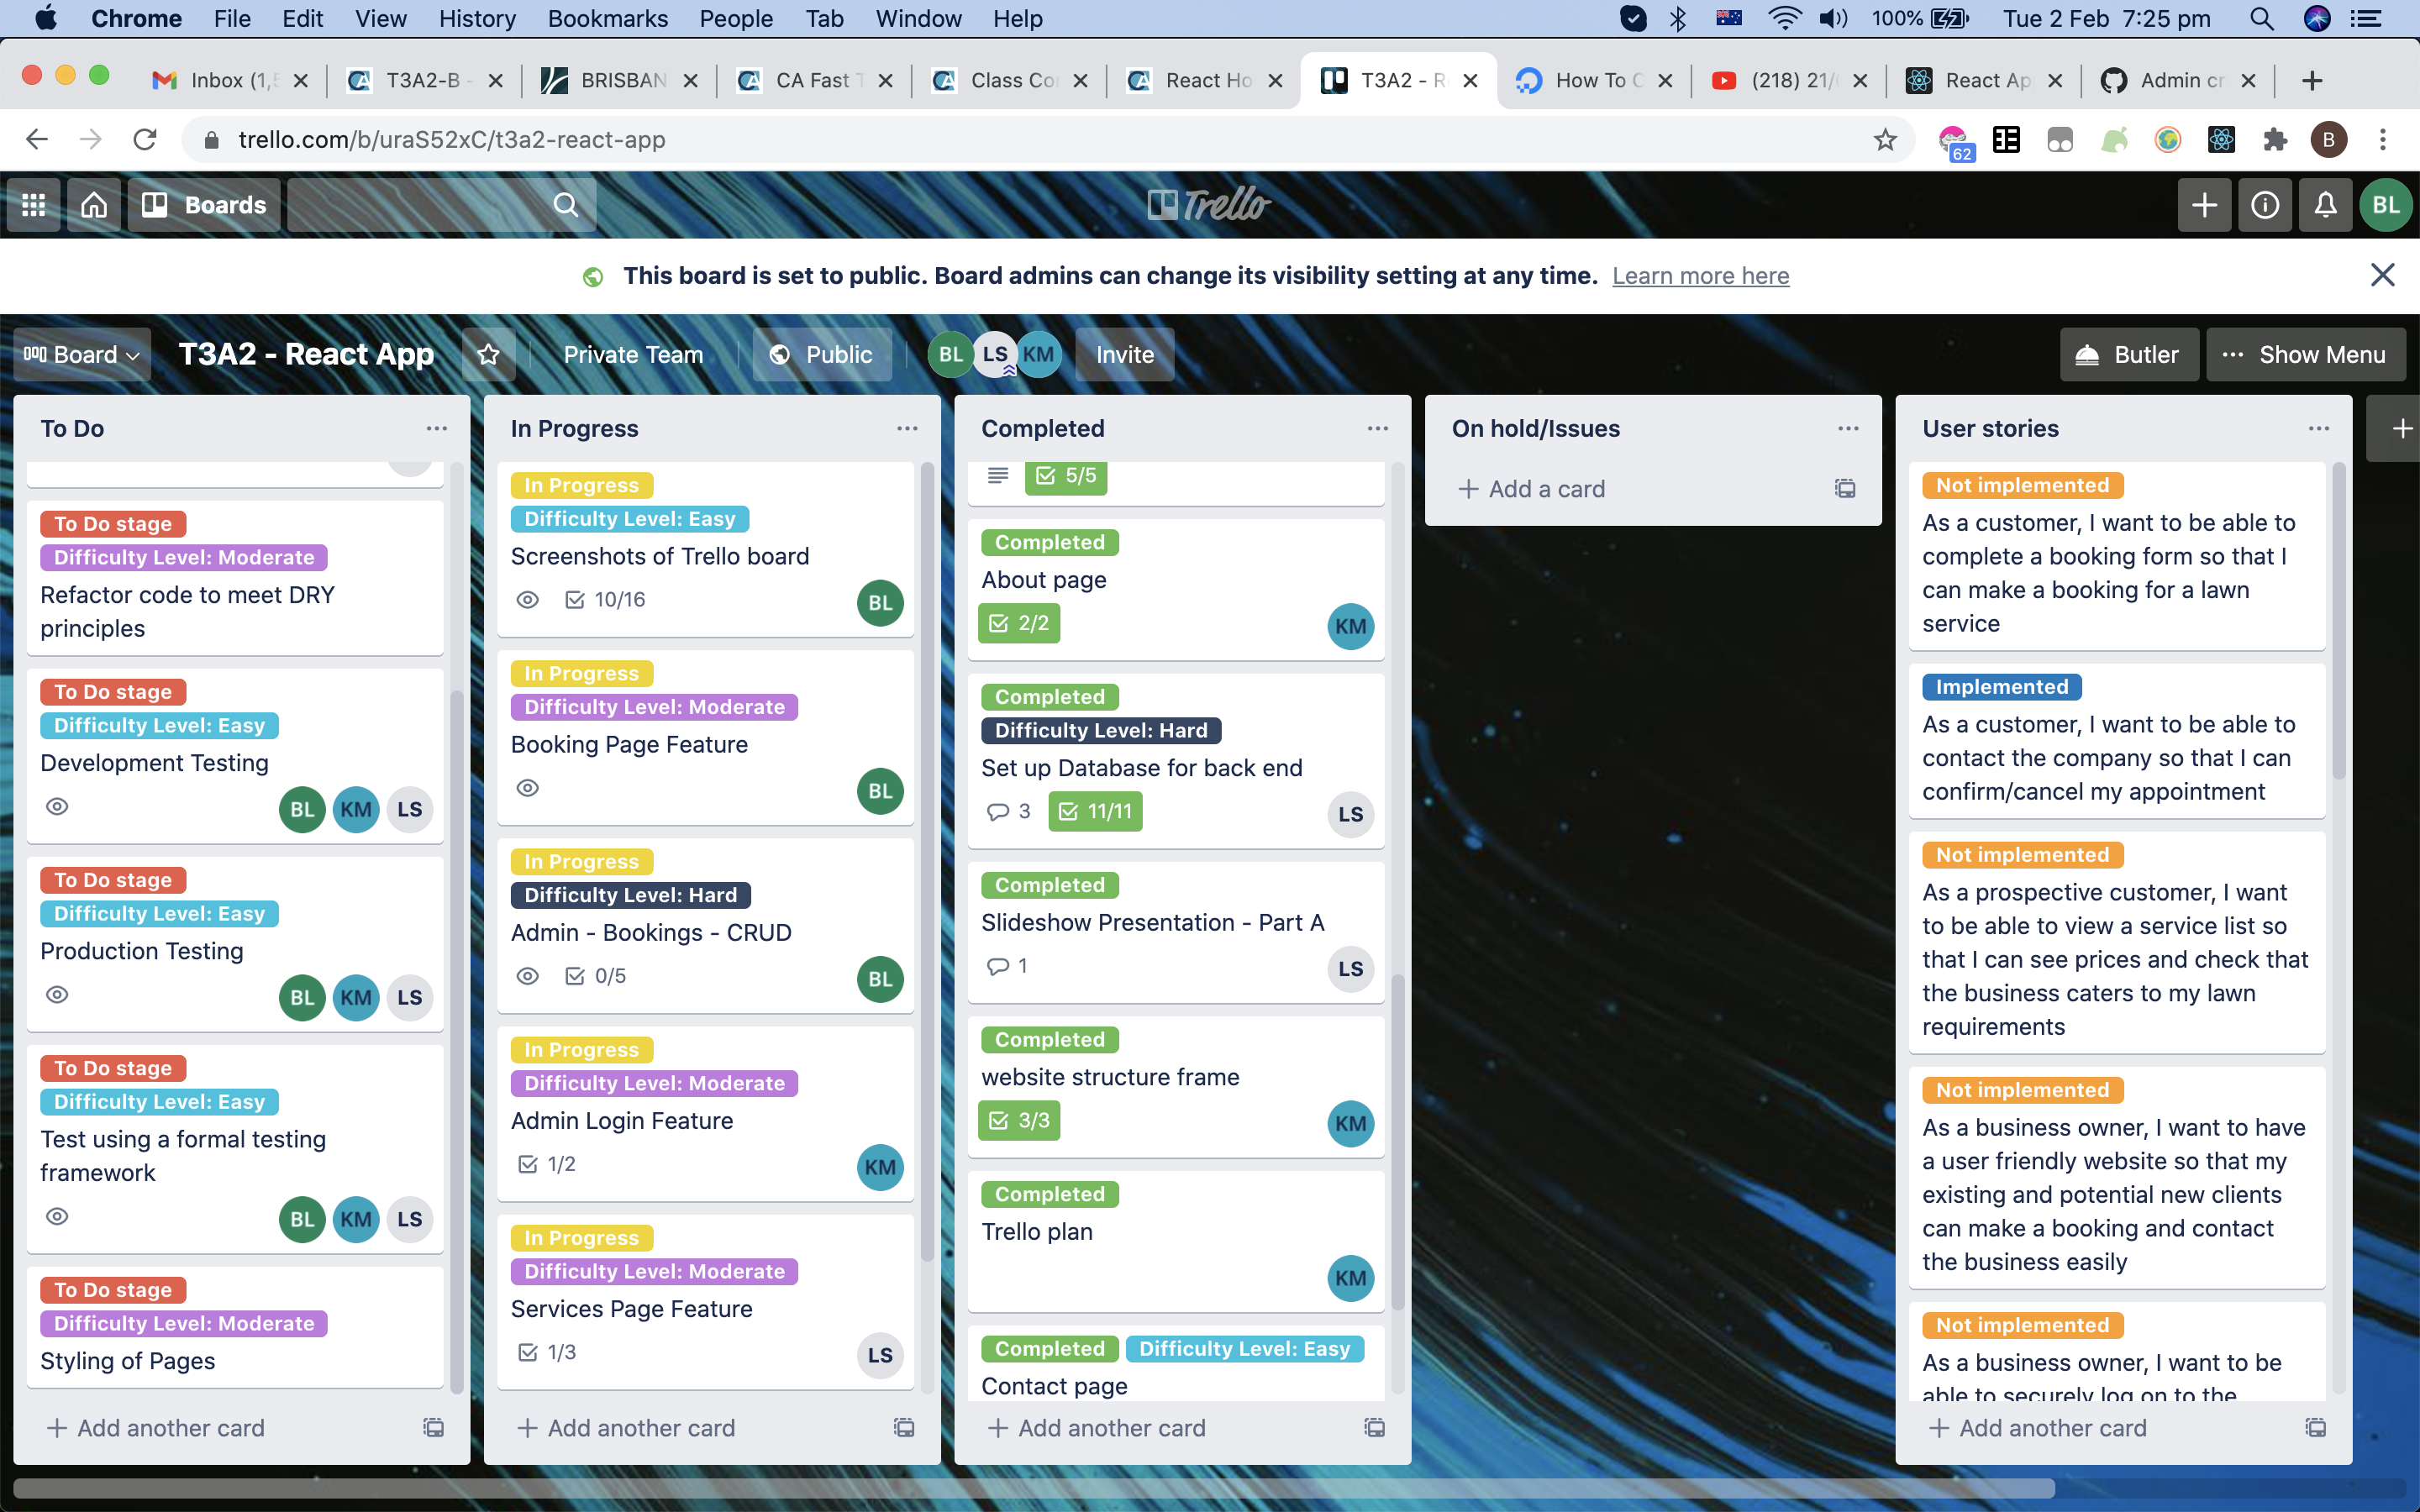 Chrome File Edit View History Bookmarks People Tab Window Help 100% Tue 2 Feb 7:25 pm
Inbox (1,5 T3A2-B - BRISBAN CA Fast T Class Co React Ho T3A2 - R How To C (218) 21/ React Ap Admin cr
trello.com/b/uraS52xC/t3a2-react-app 62 B
Boards Trello BL
This board is set to public. Board admins can change its visibility setting at any time. Learn more here
Board T3A2 - React App Private Team Public BL LS KM Invite Butler Show Menu
To Do
To Do stage
Difficulty Level: Moderate
Refactor code to meet DRY
principles
To Do stage
Difficulty Level: Easy
Development Testing
BL KM LS
To Do stage
Difficulty Level: Easy
Production Testing
BL KM LS
To Do stage
Difficulty Level: Easy
Test using a formal testing
framework
BL KM LS
To Do stage
Difficulty Level: Moderate
Styling of Pages
Add another card
In Progress
In Progress
Difficulty Level: Easy
Screenshots of Trello board
10/16 BL
In Progress
Difficulty Level: Moderate
Booking Page Feature
BL
In Progress
Difficulty Level: Hard
Admin - Bookings - CRUD
0/5 BL
In Progress
Difficulty Level: Moderate
Admin Login Feature
1/2 KM
In Progress
Difficulty Level: Moderate
Services Page Feature
1/3 LS
Add another card
Completed
5/5
Completed
About page
2/2 KM
Completed
Difficulty Level: Hard
Set up Database for back end
3 11/11 LS
Completed
Slideshow Presentation - Part A
1 LS
Completed
website structure frame
3/3 KM
Completed
Trello plan
KM
Completed Difficulty Level: Easy
Contact page
Add another card
On hold/Issues
Add a card
User stories
Not implemented
As a customer, I want to be able to
complete a booking form so that I
can make a booking for a lawn
service
Implemented
As a customer, I want to be able to
contact the company so that I can
confirm/cancel my appointment
Not implemented
As a prospective customer, I want
to be able to view a service list so
that I can see prices and check that
the business caters to my lawn
requirements
Not implemented
As a business owner, I want to have
a user friendly website so that my
existing and potential new clients
can make a booking and contact
the business easily
Not implemented
As a business owner, I want to be
able to securely log on to the
Add another card